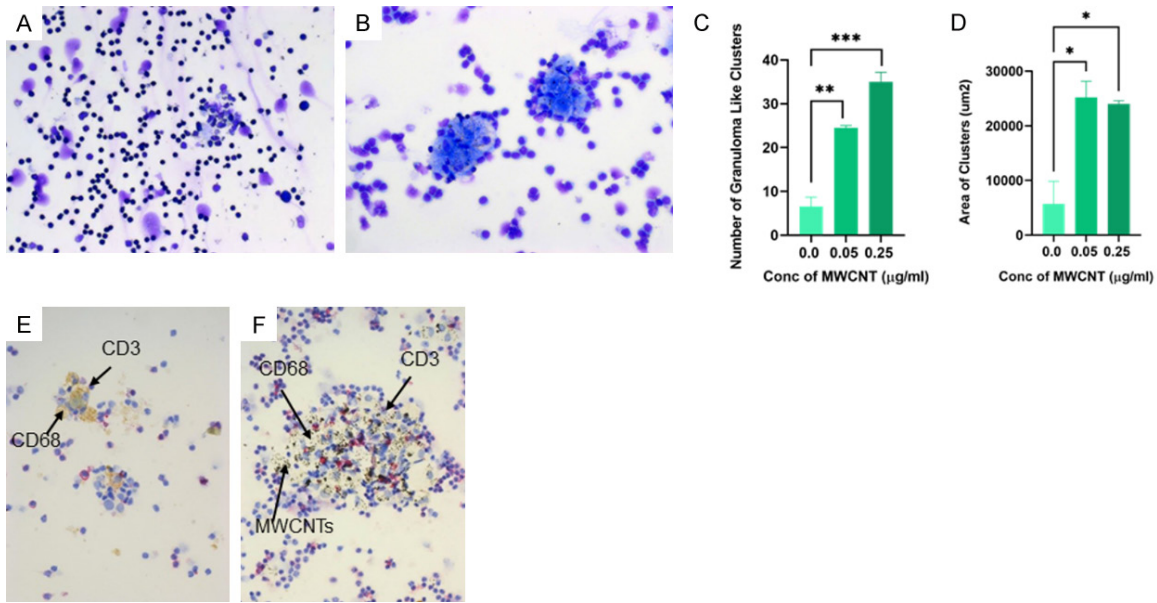 A
B
C
Number of Granuloma Like Clusters
40
30
20
10
0
**
***
0.0 0.05 0.25
Conc of MWCNT (μg/ml)
D
Area of Clusters (um2)
30000
20000
10000
0
*
*
0.0 0.05 0.25
Conc of MWCNT (μg/ml)
E
CD3
CD68
F
CD68
CD3
MWCNTs